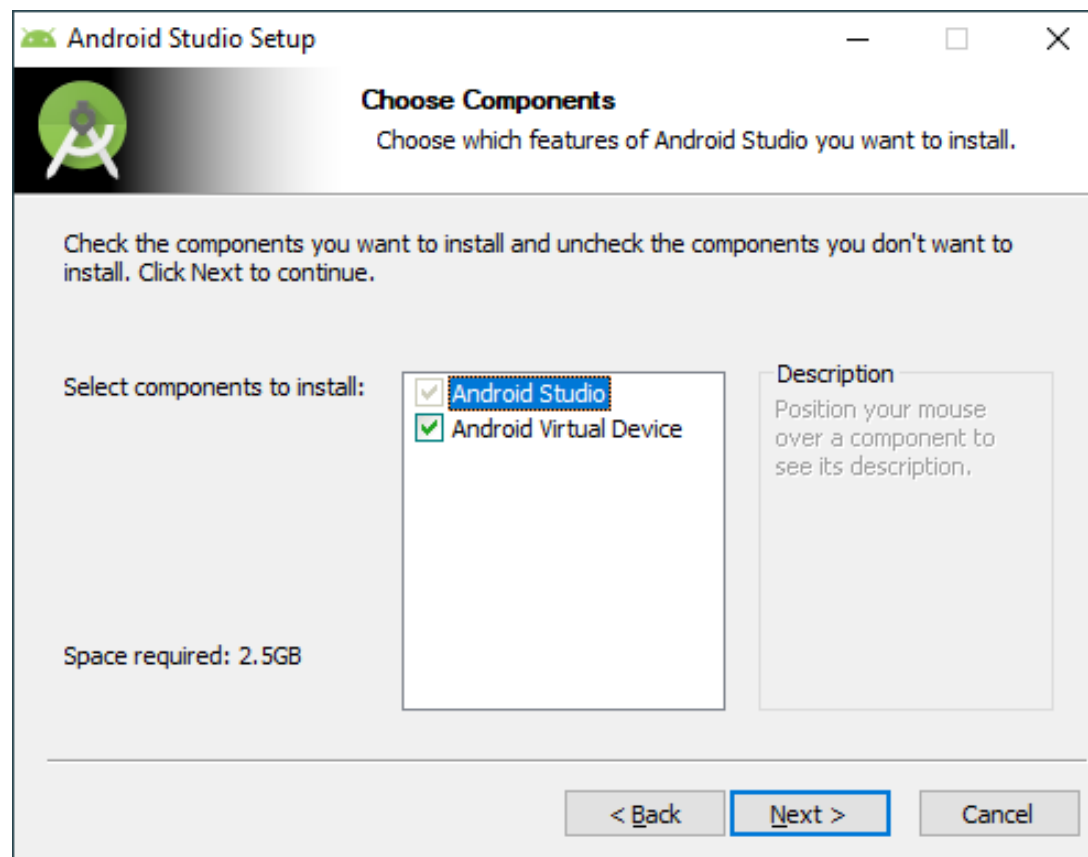 Android Studio Setup
Choose Components
Choose which features of Android Studio you want to install.
Check the components you want to install and uncheck the components you don't want to
install. Click Next to continue.
Select components to install:
Android Studio
Android Virtual Device
Description
Position your mouse
over a component to
see its description.
Space required: 2.5GB
< Back
Next >
Cancel